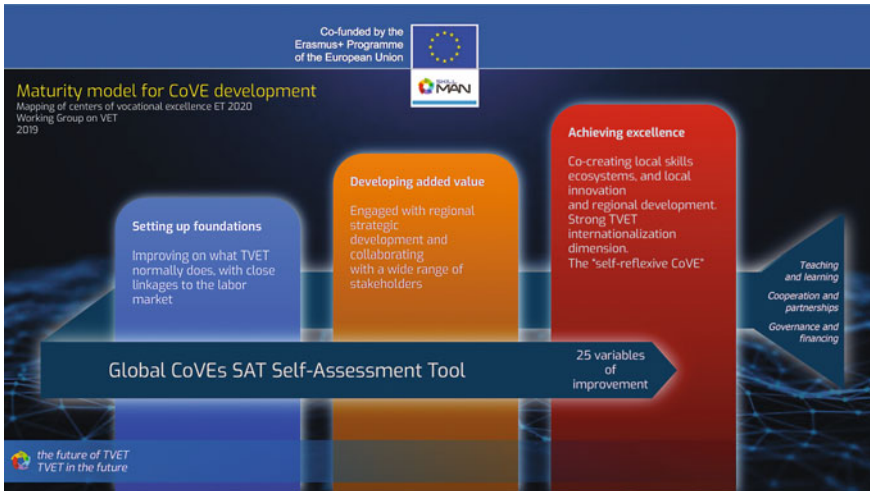 Co-funded by the
Erasmus+ Programme
of the European Union
SKILL
MAN
Maturity model for CoVE development
Mapping of centers of vocational excellence ET 2020
Working Group on VET
2019
Setting up foundations
Improving on what TVET
normally does, with close
linkages to the labor
market
Developing added value
Engaged with regional
strategic
development and
collaborating
with a wide range of
stakeholders
Achieving excellence
Co-creating local skills
ecosystems, and local
innovation
and regional development.
Strong TVET
internationalization
dimension.
The "self-reflexive CoVE"
Teaching
and learning
Cooperation and
partnerships
Governance and
financing
Global CoVEs SAT Self-Assessment Tool
25 variables
of
improvement
the future of TVET
TVET in the future